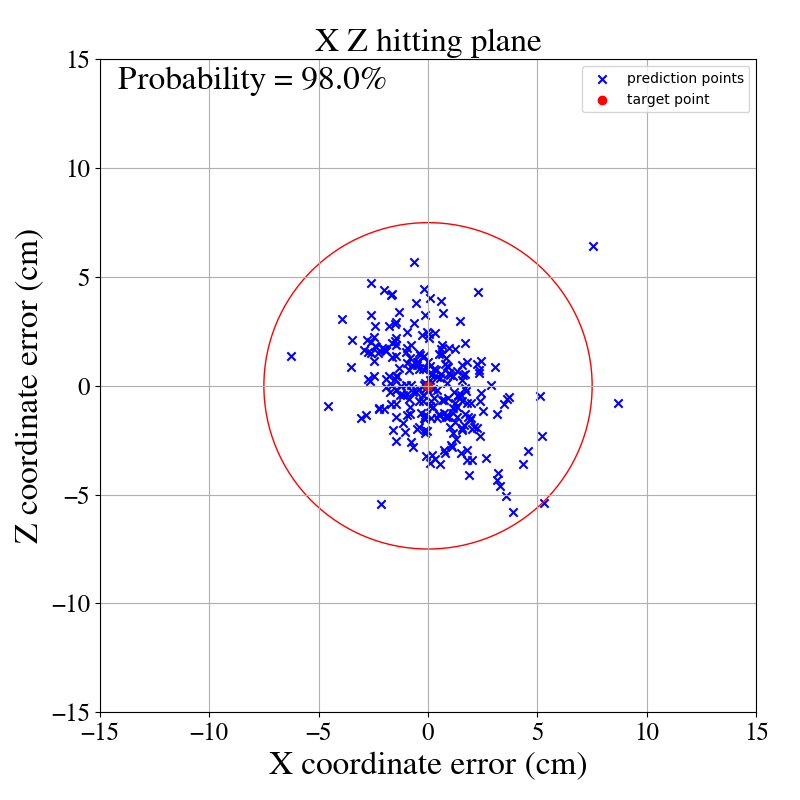 X Z hitting plane
Probability = 98.0%
prediction points
target point
15
10
5
0
−5
−10
−15
−15
−10
−5
0
5
10
15
Z coordinate error (cm)
X coordinate error (cm)